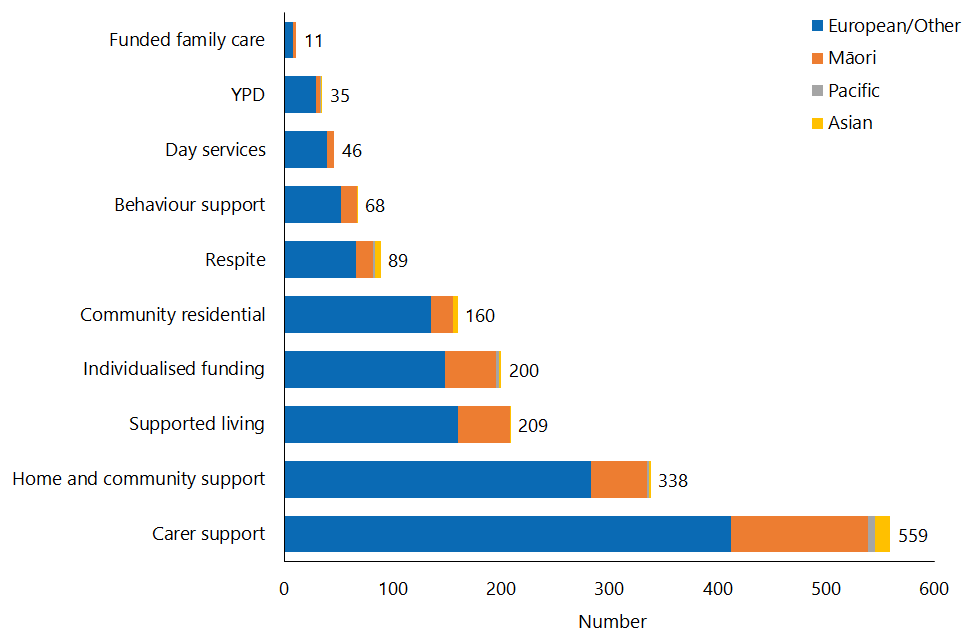 European/Other
Māori
Pacific
Asian
Funded family care 11
YPD 35
Day services 46
Behaviour support 68
Respite 89
Community residential 160
Individualised funding 200
Supported living 209
Home and community support 338
Carer support 559
0 100 200 300 400 500 600
Number